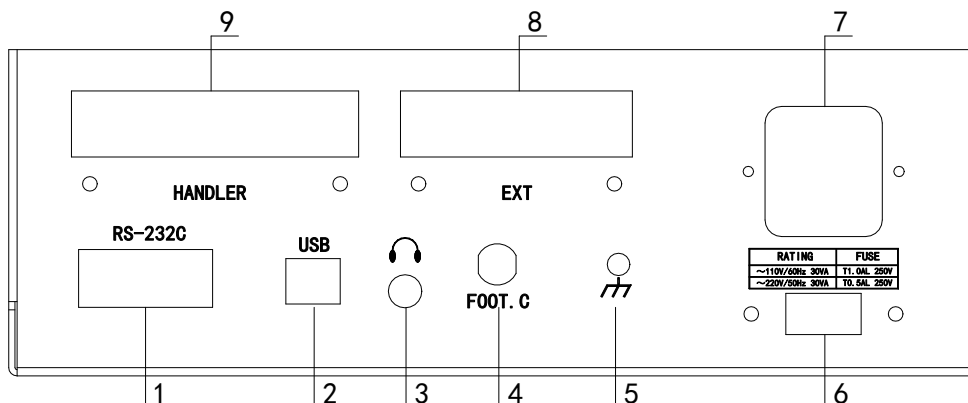 9 8 7
HANDLER EXT
RS-232C USB
RATING FUSE
～110V/60Hz 30VA T1.0AL 250V
～220V/50Hz 30VA T0.5AL 250V
FOOT.C
1 2 3 4 5 6